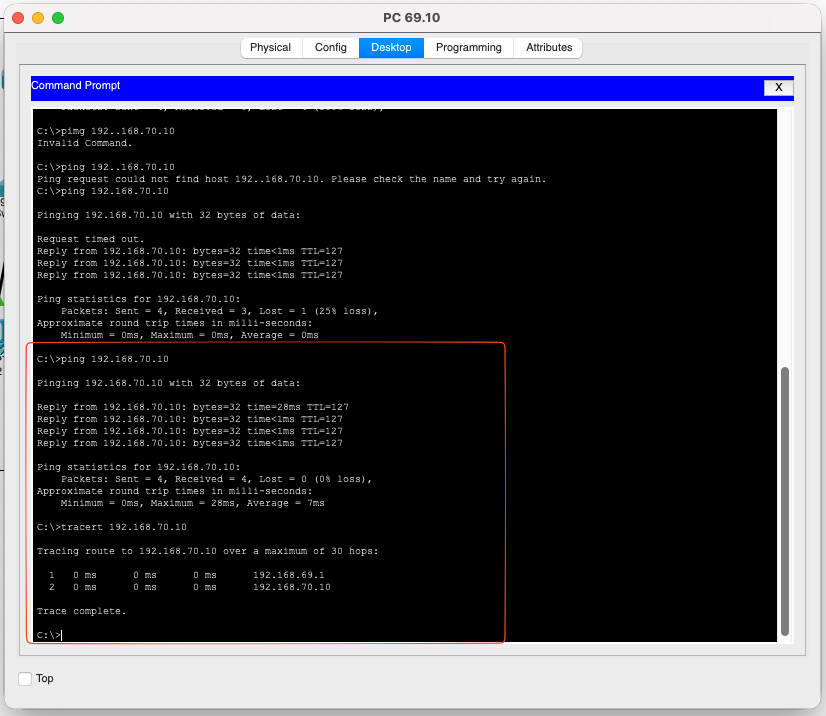 PC 69.10
Physical Config Desktop Programming Attributes
Command Prompt
X
C:\>pimg 192..168.70.10
Invalid Command.
C:\>ping 192..168.70.10
Ping request could not find host 192..168.70.10. Please check the name and try again.
C:\>ping 192.168.70.10
Pinging 192.168.70.10 with 32 bytes of data:
Request timed out.
Reply from 192.168.70.10: bytes=32 time<1ms TTL=127
Reply from 192.168.70.10: bytes=32 time<1ms TTL=127
Reply from 192.168.70.10: bytes=32 time<1ms TTL=127
Ping statistics for 192.168.70.10:
Packets: Sent = 4, Received = 3, Lost = 1 (25% loss),
Approximate round trip times in milli-seconds:
Minimum = 0ms, Maximum = 0ms, Average = 0ms
C:\>ping 192.168.70.10
Pinging 192.168.70.10 with 32 bytes of data:
Reply from 192.168.70.10: bytes=32 time=28ms TTL=127
Reply from 192.168.70.10: bytes=32 time<1ms TTL=127
Reply from 192.168.70.10: bytes=32 time<1ms TTL=127
Reply from 192.168.70.10: bytes=32 time<1ms TTL=127
Ping statistics for 192.168.70.10:
Packets: Sent = 4, Received = 4, Lost = 0 (0% loss),
Approximate round trip times in milli-seconds:
Minimum = 0ms, Maximum = 28ms, Average = 7ms
C:\>tracert 192.168.70.10
Tracing route to 192.168.70.10 over a maximum of 30 hops:
1 0 ms 0 ms 0 ms 192.168.69.1
2 0 ms 0 ms 0 ms 192.168.70.10
Trace complete.
C:\>
Top